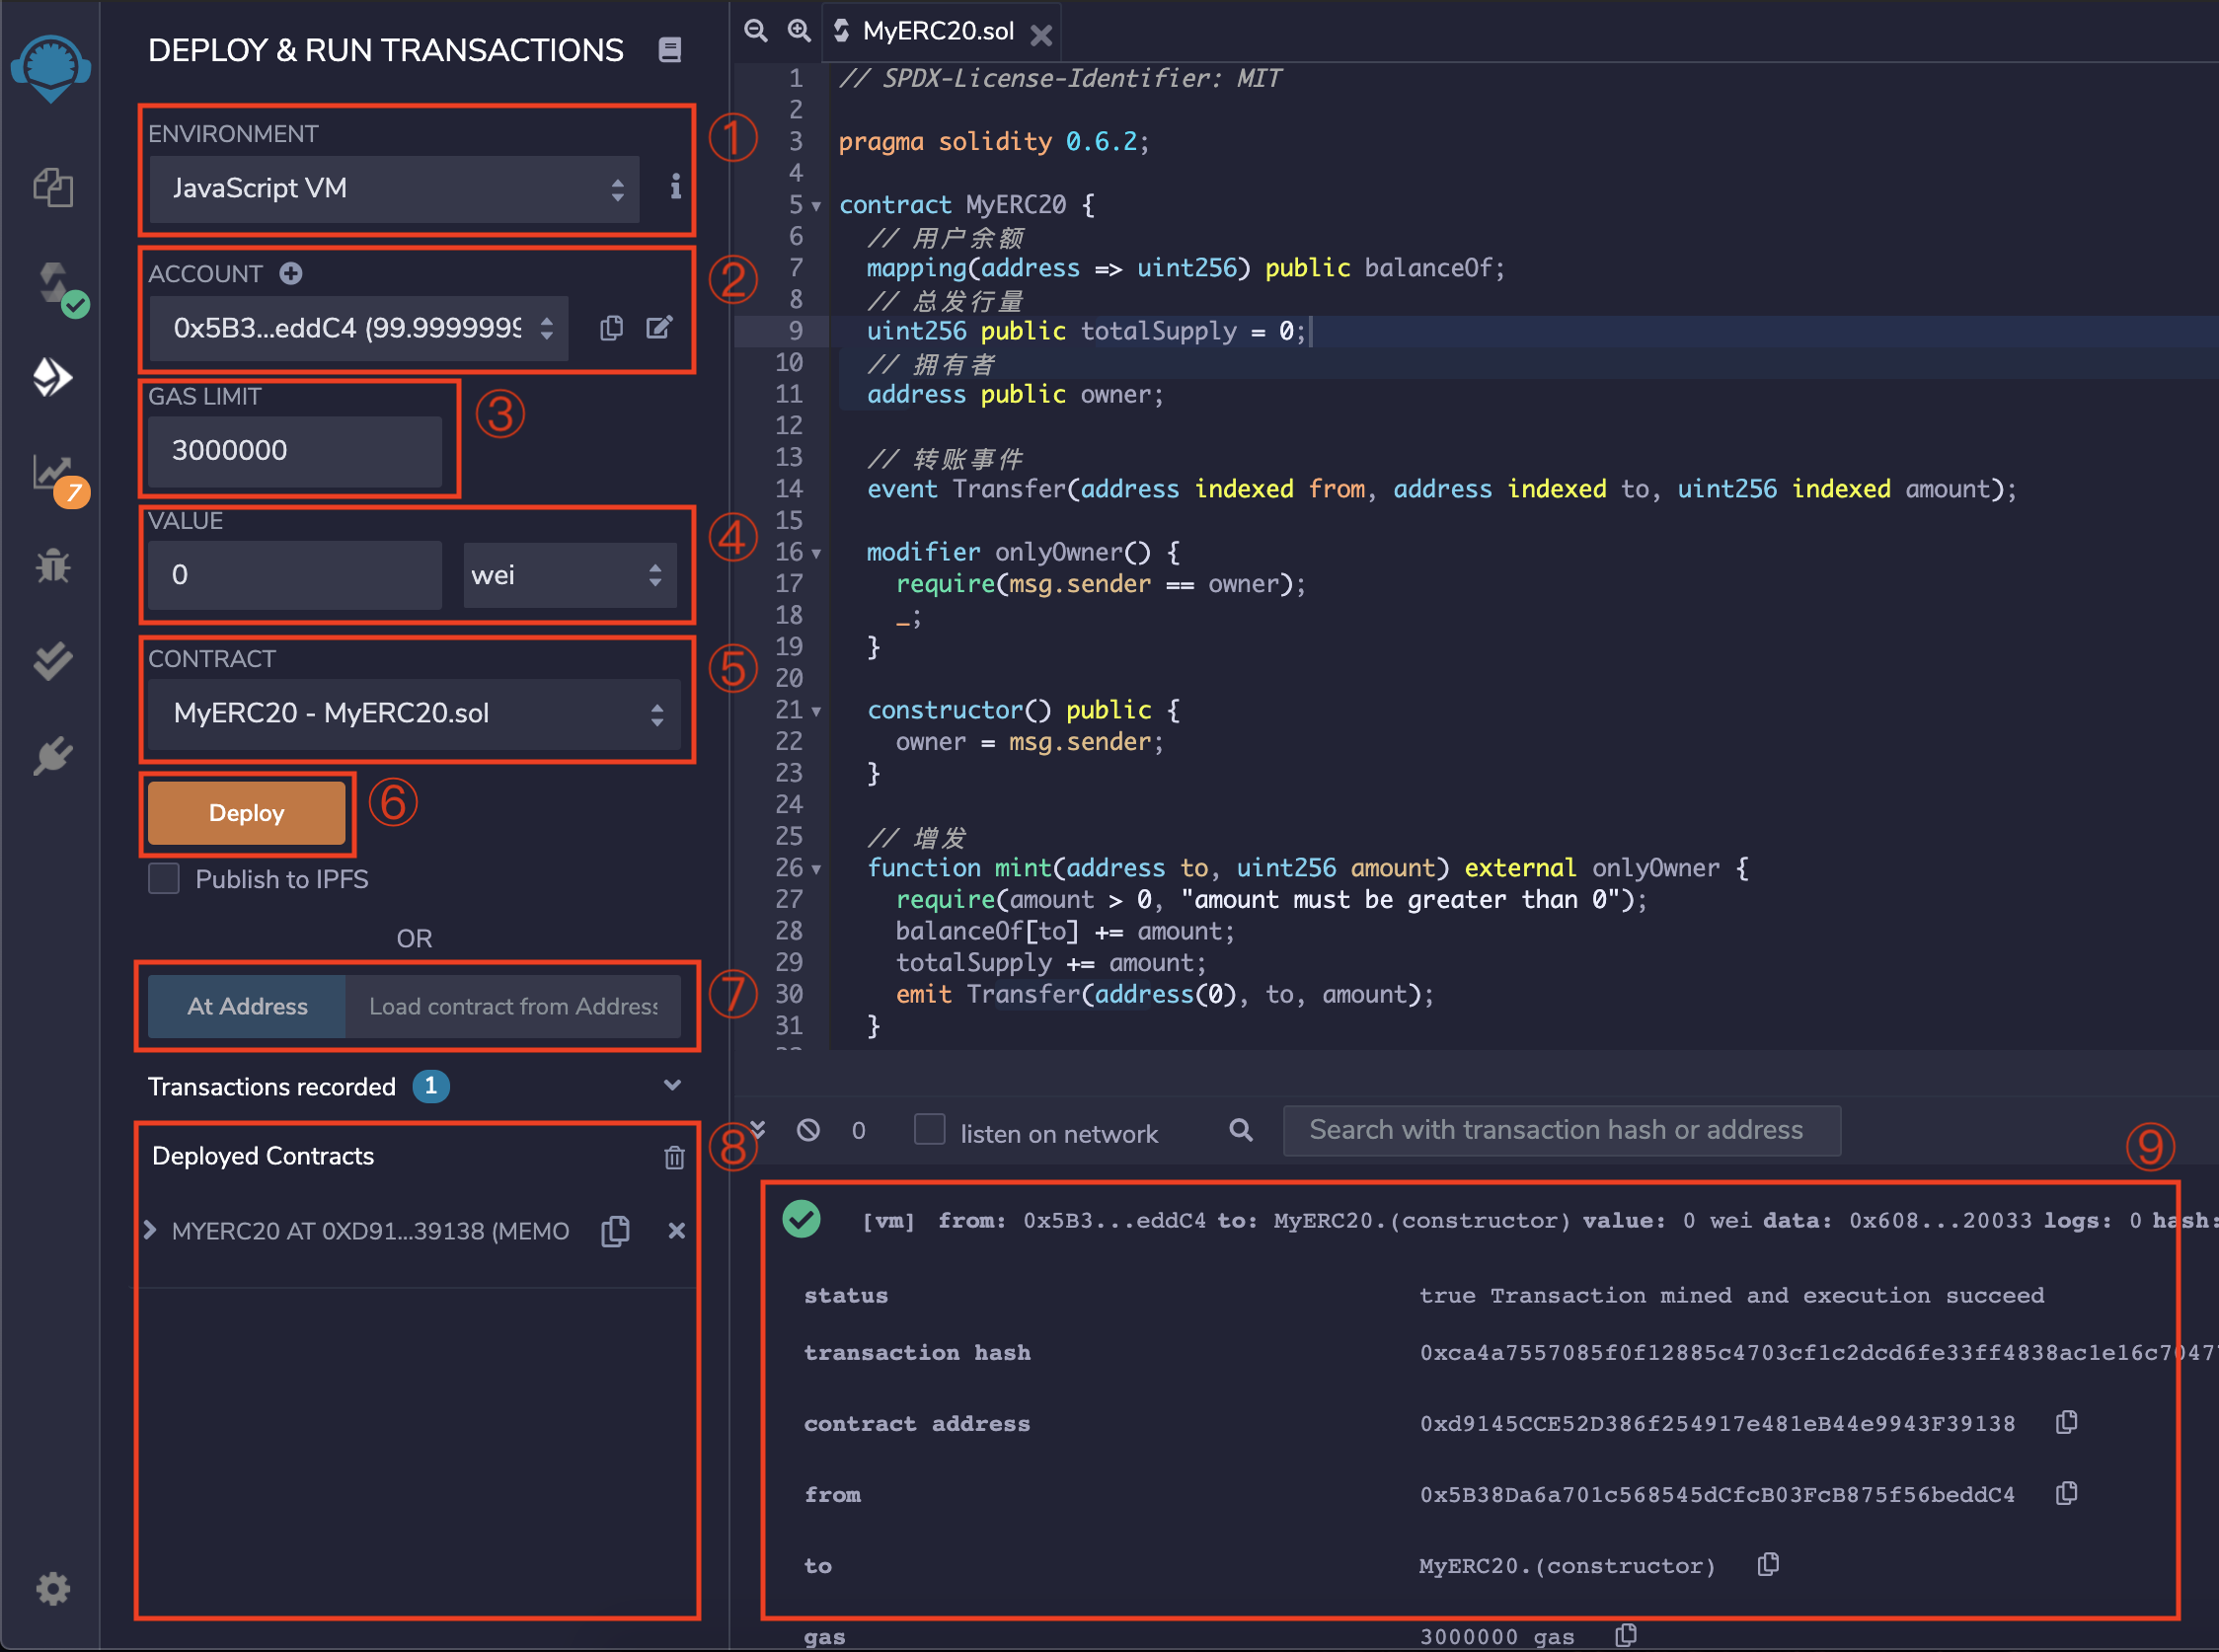 DEPLOY & RUN TRANSACTIONS
ENVIRONMENT
①
JavaScript VM
i
ACCOUNT
②
0x5B3...eddC4 (99.9999999
GAS LIMIT
③
3000000
7
VALUE
④
0
wei
CONTRACT
⑤
MyERC20 - MyERC20.sol
Deploy
⑥
Publish to IPFS
OR
At Address
Load contract from Address
⑦
Transactions recorded 1
Deployed Contracts
⑧
MYERC20 AT 0XD91...39138 (MEMO
MyERC20.sol
1 // SPDX-License-Identifier: MIT
2
3 pragma solidity 0.6.2;
4
5 contract MyERC20 {
6 // 用户余额
7 mapping(address => uint256) public balanceOf;
8 // 总发行量
9 uint256 public totalSupply = 0;
10 // 拥有者
11 address public owner;
12
13 // 转账事件
14 event Transfer(address indexed from, address indexed to, uint256 indexed amount);
15
16 modifier onlyOwner() {
17 require(msg.sender == owner);
18 _;
19 }
20
21 constructor() public {
22 owner = msg.sender;
23 }
24
25 // 增发
26 function mint(address to, uint256 amount) external onlyOwner {
27 require(amount > 0, "amount must be greater than 0");
28 balanceOf[to] += amount;
29 totalSupply += amount;
30 emit Transfer(address(0), to, amount);
31 }
0
listen on network
Search with transaction hash or address
⑨
[vm] from: 0x5B3...eddC4 to: MyERC20.(constructor) value: 0 wei data: 0x608...20033 logs: 0 hash:
status true Transaction mined and execution succeed
transaction hash 0xca4a7557085f0f12885c4703cf1c2dcd6fe33ff4838ac1e16c7047
contract address 0xd9145CCE52D386f254917e481eB44e9943F39138
from 0x5B38Da6a701c568545dCfcB03FcB875f56beddC4
to MyERC20.(constructor)
gas 3000000 gas